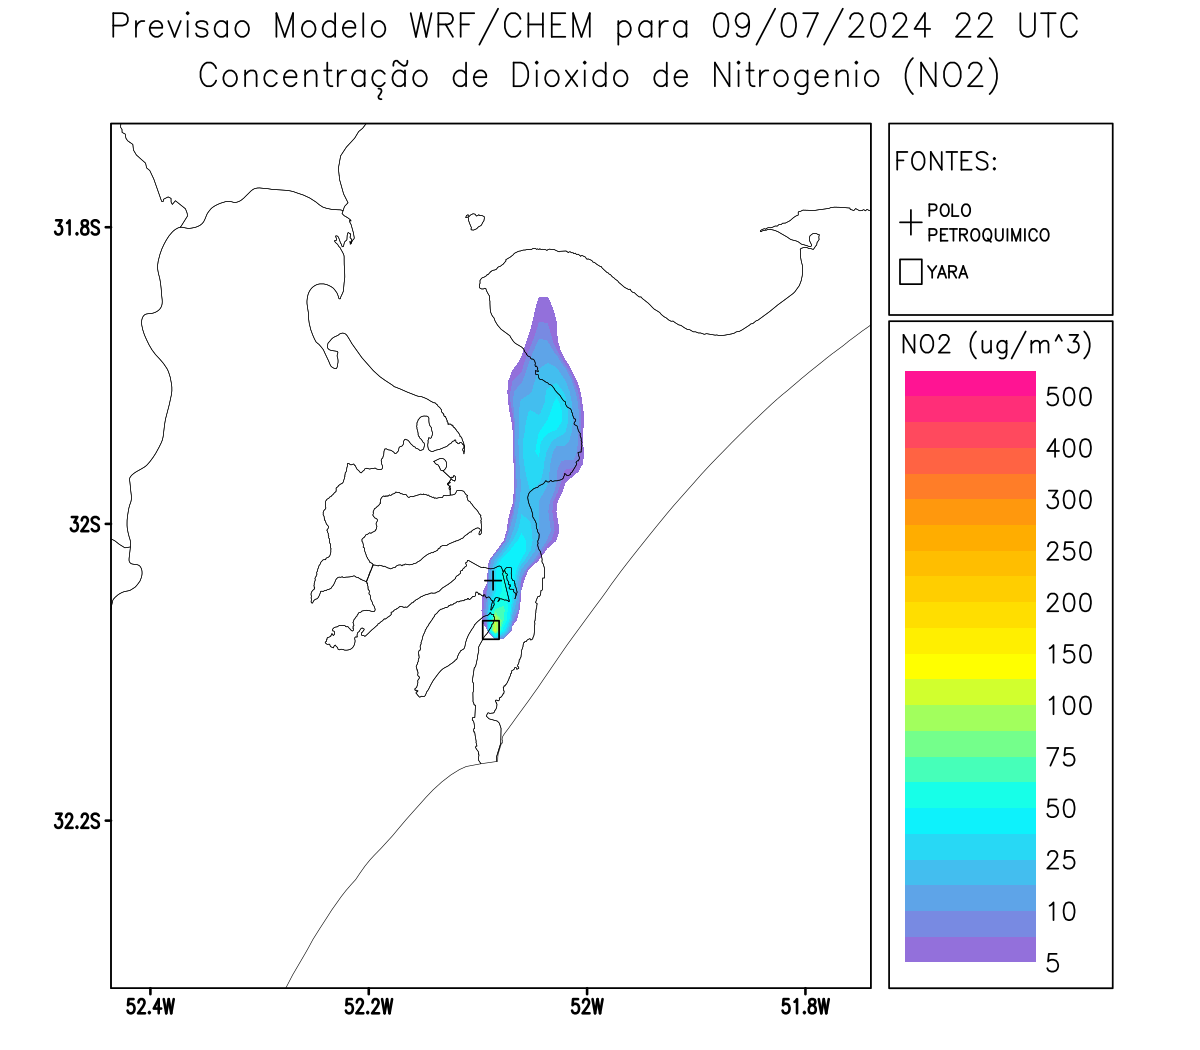 Previsao Modelo WRF/CHEM para 09/07/2024 22 UTC
Concentração de Dioxido de Nitrogenio (NO2)
FONTES:
POLO
PETROQUIMICO
YARA
NO2 (ug/m^3)
500
400
300
250
200
150
100
75
50
25
10
5
31.8S
32S
32.2S
52.4W
52.2W
52W
51.8W